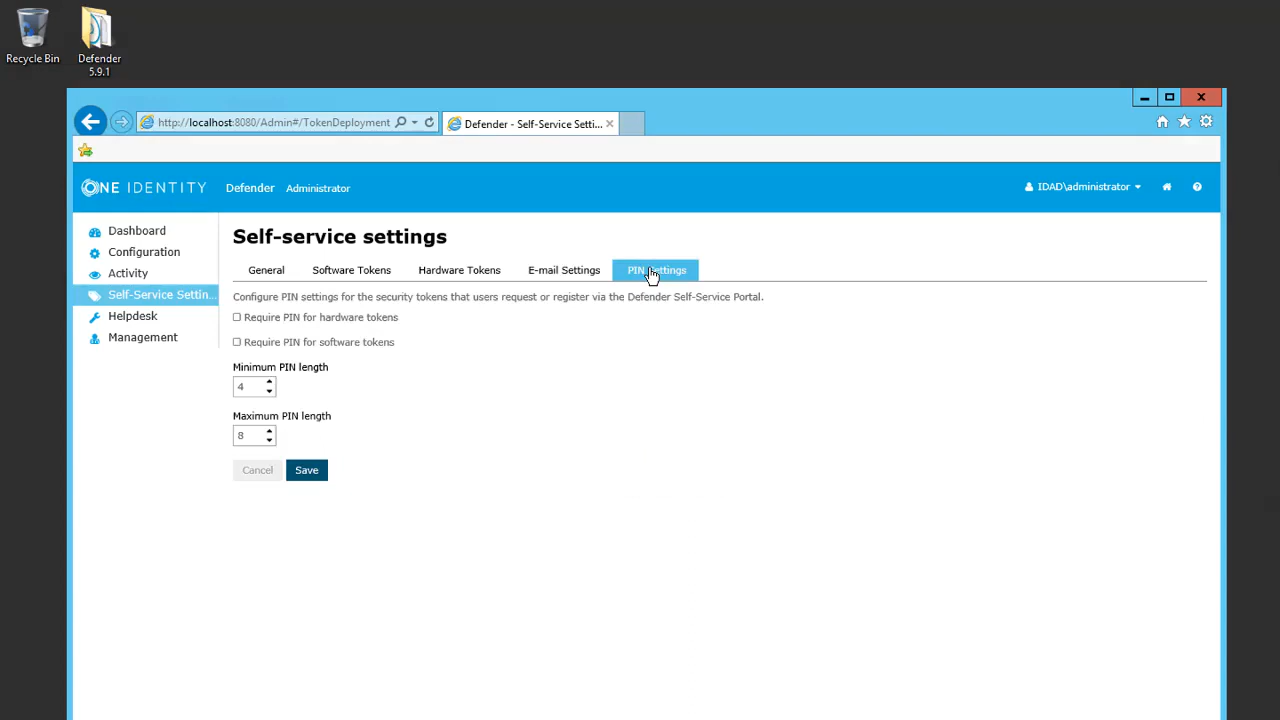 Recycle Bin
Defender
5.9.1
http://localhost:8080/Admin#/TokenDeployment
Defender - Self-Service Setti...
ONE IDENTITY
Defender
Administrator
IDAD\administrator
Dashboard
Configuration
Activity
Self-Service Settin...
Helpdesk
Management
Self-service settings
General
Software Tokens
Hardware Tokens
E-mail Settings
PIN Settings
Configure PIN settings for the security tokens that users request or register via the Defender Self-Service Portal.
Require PIN for hardware tokens
Require PIN for software tokens
Minimum PIN length
4
Maximum PIN length
8
Cancel
Save